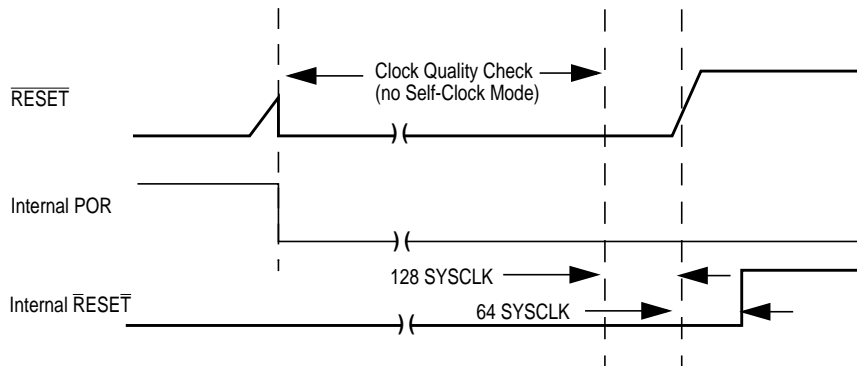 Clock Quality Check
(no Self-Clock Mode)
RESET
Internal POR
128 SYSCLK
Internal RESET
64 SYSCLK